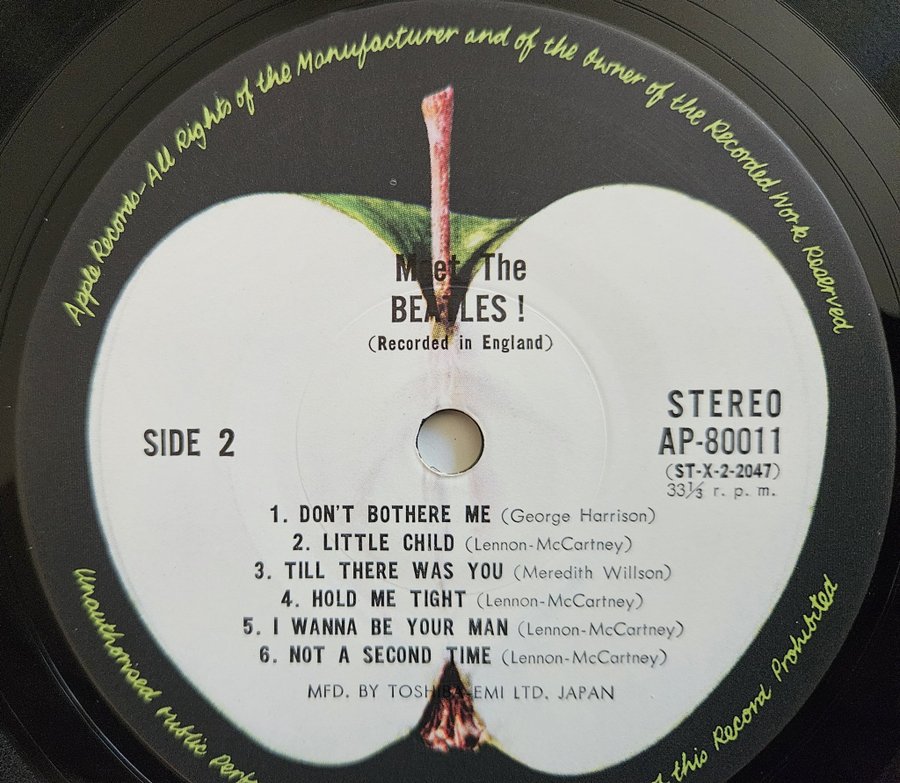 Apple Records-All Rights of the Manufacturer and of the Owner of the Recorded Work Reserved
Meet The
BEATLES !
(Recorded in England)
SIDE 2
STEREO
AP-80011
(ST-X-2-2047)
33⅓ r. p. m.
1. DON'T BOTHERE ME (George Harrison)
2. LITTLE CHILD (Lennon-McCartney)
3. TILL THERE WAS YOU (Meredith Willson)
4. HOLD ME TIGHT (Lennon-McCartney)
5. I WANNA BE YOUR MAN (Lennon-McCartney)
6. NOT A SECOND TIME (Lennon-McCartney)
MFD. BY TOSHIBA-EMI LTD. JAPAN
Unauthorised Public
this Record Prohibited